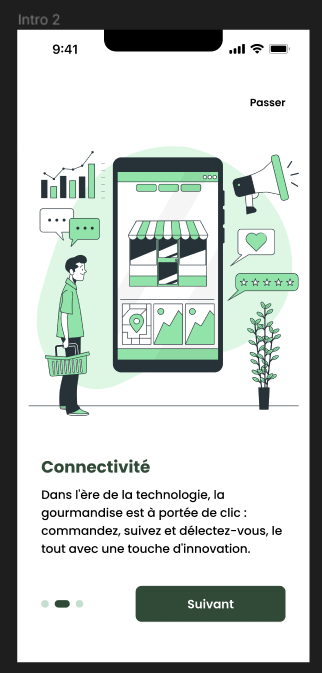 Intro 2
9:41
Passer
Connectivité
Dans l'ère de la technologie, la
gourmandise est à portée de clic :
commandez, suivez et délectez-vous, le
tout avec une touche d'innovation.
Suivant